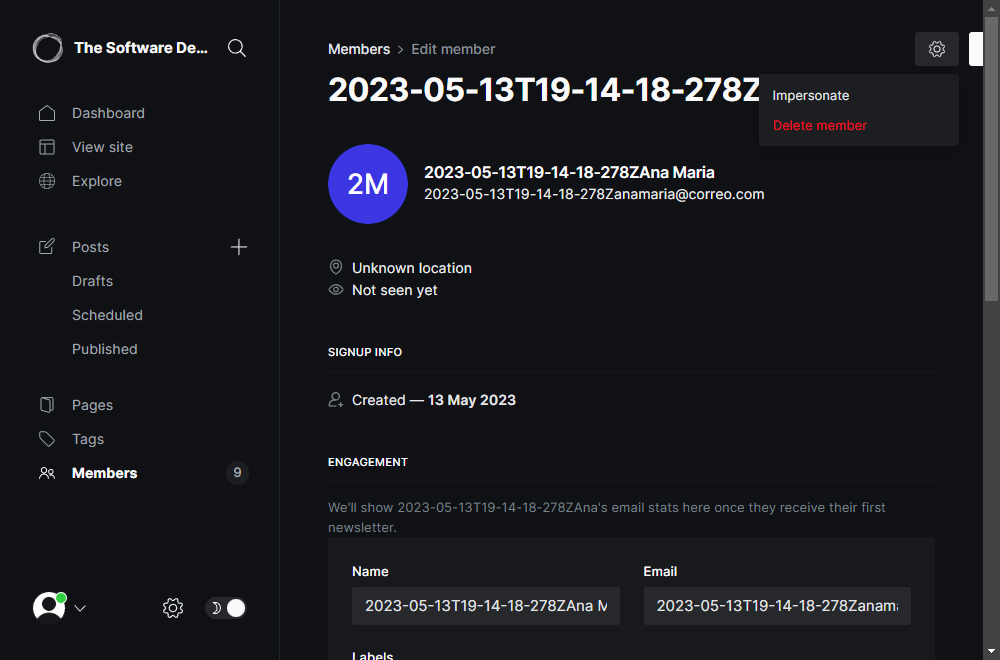 The Software De...
Dashboard
View site
Explore
Posts
Drafts
Scheduled
Published
Pages
Tags
Members
9
Members > Edit member
2023-05-13T19-14-18-278Z
Impersonate
Delete member
2M
2023-05-13T19-14-18-278ZAna Maria
2023-05-13T19-14-18-278Zanamaria@correo.com
Unknown location
Not seen yet
SIGNUP INFO
Created — 13 May 2023
ENGAGEMENT
We'll show 2023-05-13T19-14-18-278ZAna's email stats here once they receive their first
newsletter.
Name
Email
2023-05-13T19-14-18-278ZAna M
2023-05-13T19-14-18-278Zanama
Labels